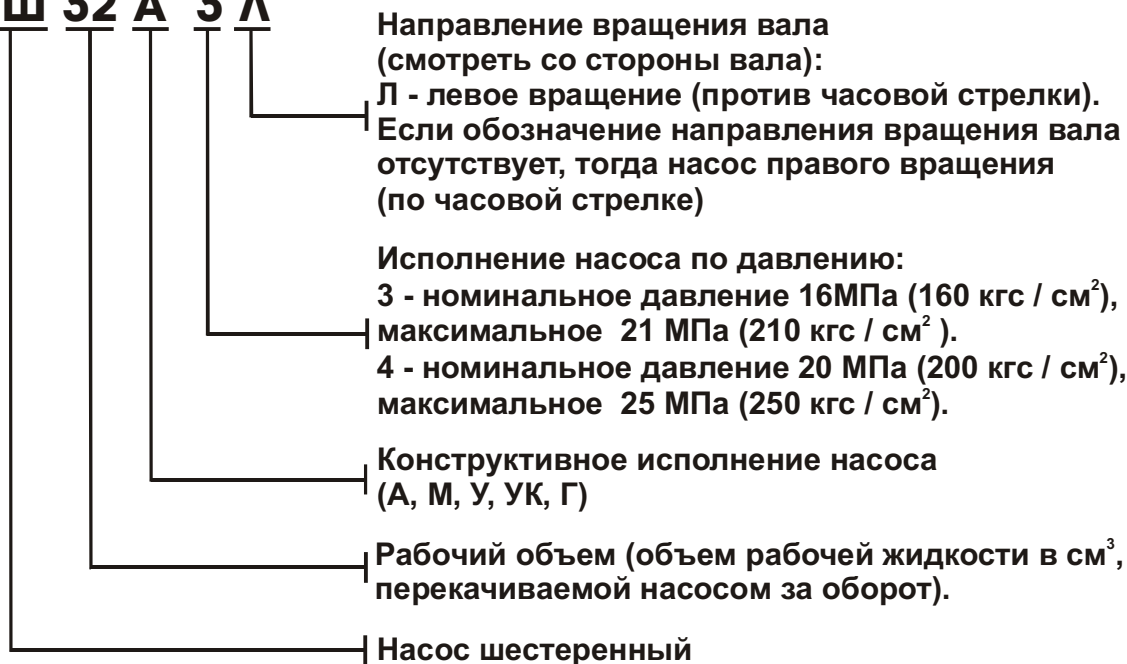 Ш 32 А 3 Л
Направление вращения вала
(смотреть со стороны вала):
Л - левое вращение (против часовой стрелки).
Если обозначение направления вращения вала
отсутствует, тогда насос правого вращения
(по часовой стрелке)
Исполнение насоса по давлению:
3 - номинальное давление 16МПа (160 кгс / см²),
максимальное 21 МПа (210 кгс / см² ).
4 - номинальное давление 20 МПа (200 кгс / см²),
максимальное 25 МПа (250 кгс / см²).
Конструктивное исполнение насоса
(А, М, У, УК, Г)
Рабочий объем (объем рабочей жидкости в см³,
перекачиваемой насосом за оборот).
Насос шестеренный